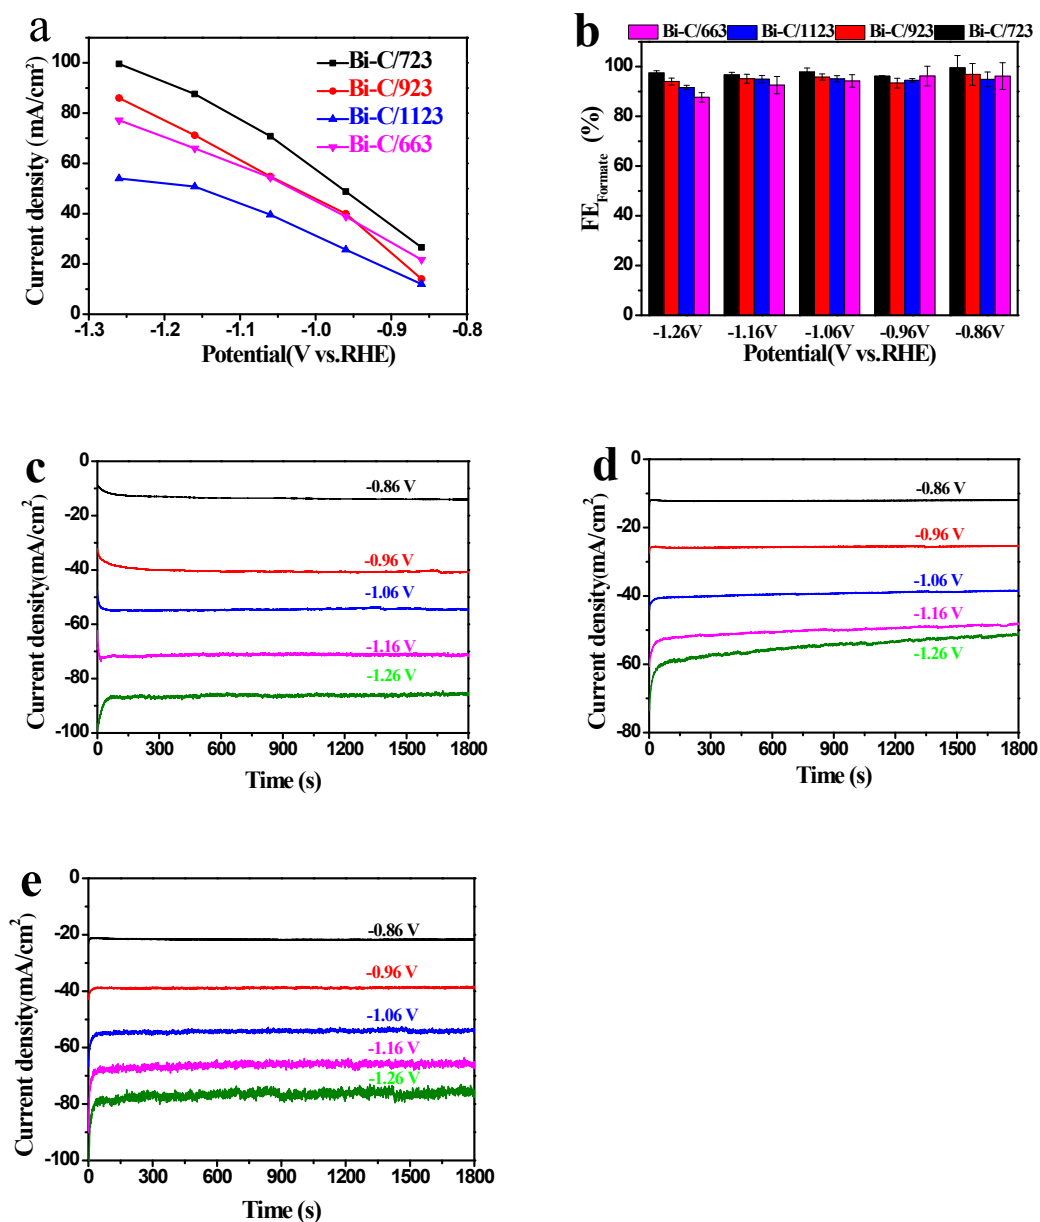 a
Current density (mA/cm²)
100
80
60
40
20
0
Bi-C/723
Bi-C/923
Bi-C/1123
Bi-C/663
-1.3 -1.2 -1.1 -1.0 -0.9 -0.8
Potential(V vs.RHE)
b
Bi-C/663 Bi-C/1123 Bi-C/923 Bi-C/723
FE_Formate (%)
100
80
60
40
20
0
-1.26V -1.16V -1.06V -0.96V -0.86V
Potential(V vs.RHE)
c
Current density(mA/cm²)
0
-20
-40
-60
-80
-100
-0.86 V
-0.96 V
-1.06 V
-1.16 V
-1.26 V
0 300 600 900 1200 1500 1800
Time (s)
d
Current density(mA/cm²)
0
-20
-40
-60
-80
-0.86 V
-0.96 V
-1.06 V
-1.16 V
-1.26 V
0 300 600 900 1200 1500 1800
Time (s)
e
Current density(mA/cm²)
0
-20
-40
-60
-80
-100
-0.86 V
-0.96 V
-1.06 V
-1.16 V
-1.26 V
0 300 600 900 1200 1500 1800
Time (s)